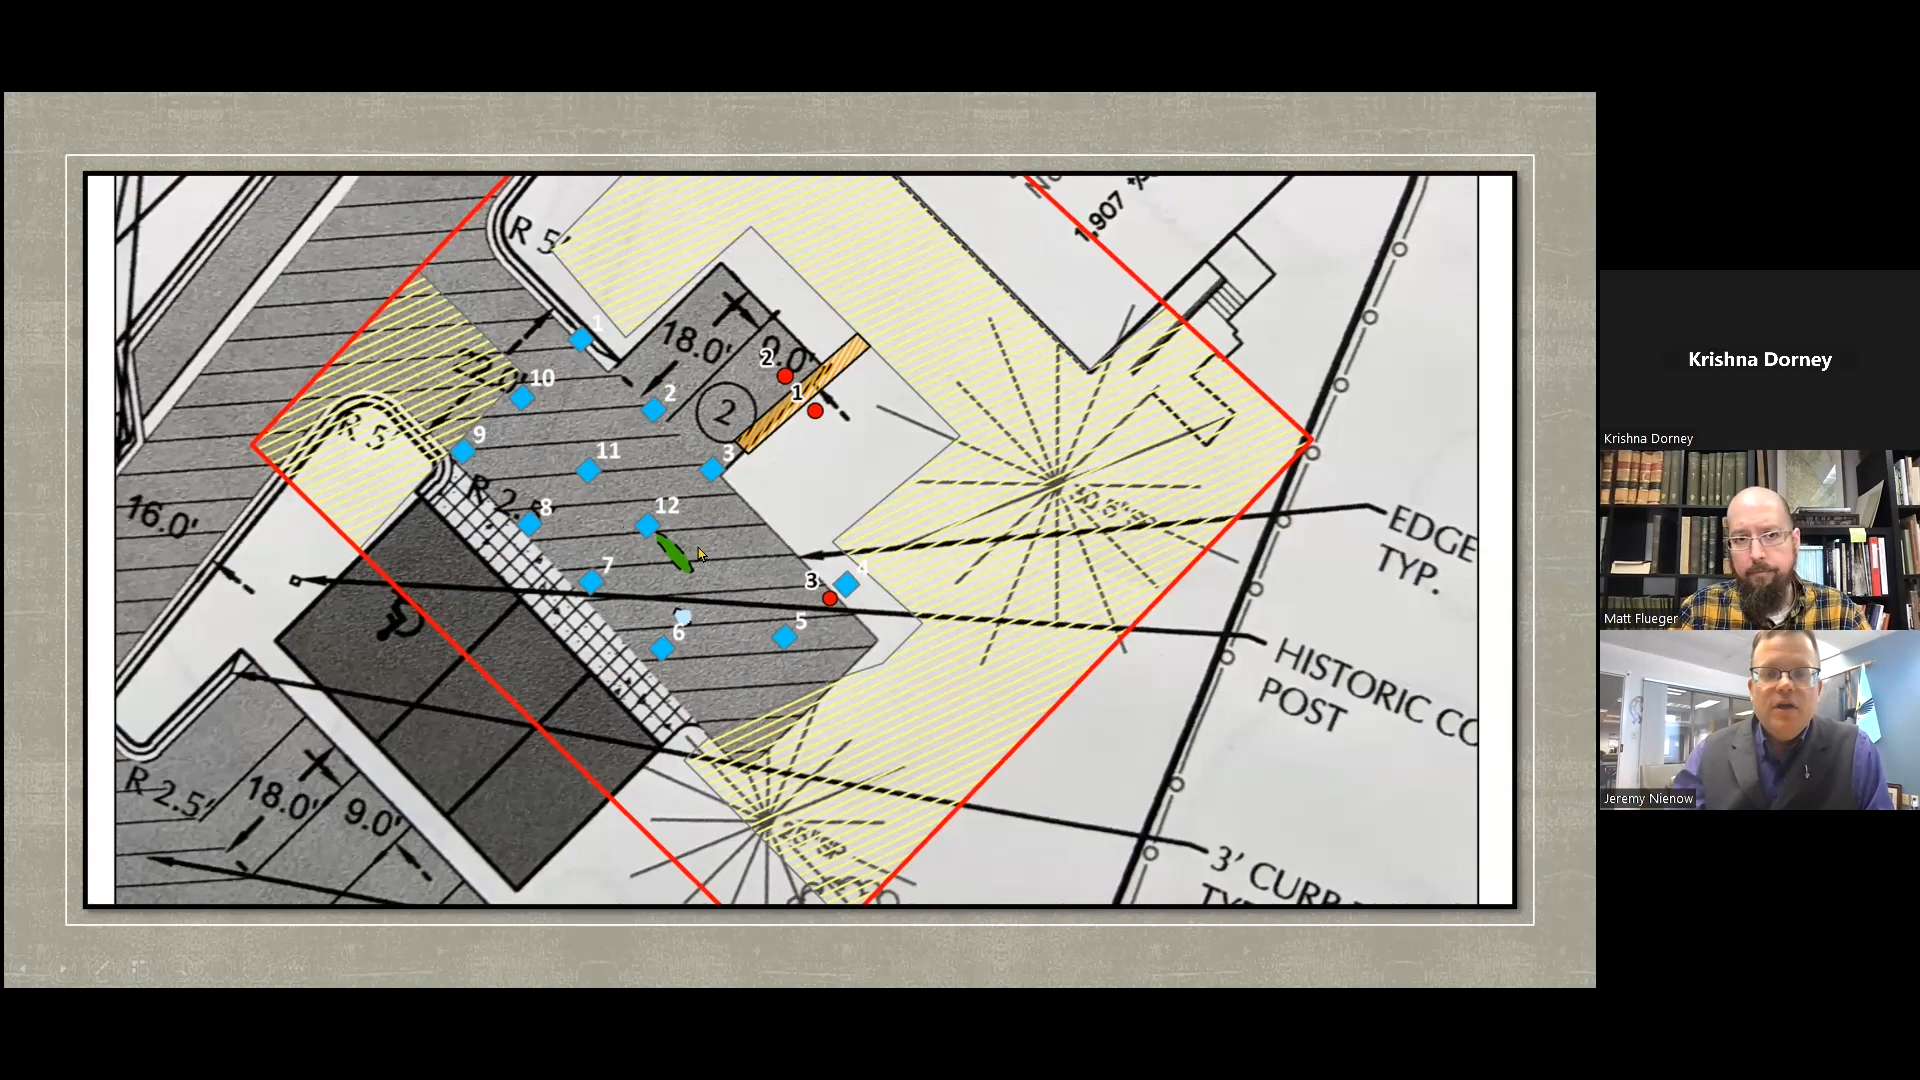 1,907
R 5'
1
18.0'
9.0'
2
1
10
2
2
R 5'
9
11
3
R 2.5'
16.0'
8
12
EDGE
TYP.
7
3
4
5
6
HISTORIC CO
POST
R 2.5'
18.0'
9.0'
3' CURB
Krishna Dorney
Krishna Dorney
Matt Flueger
Jeremy Nienow